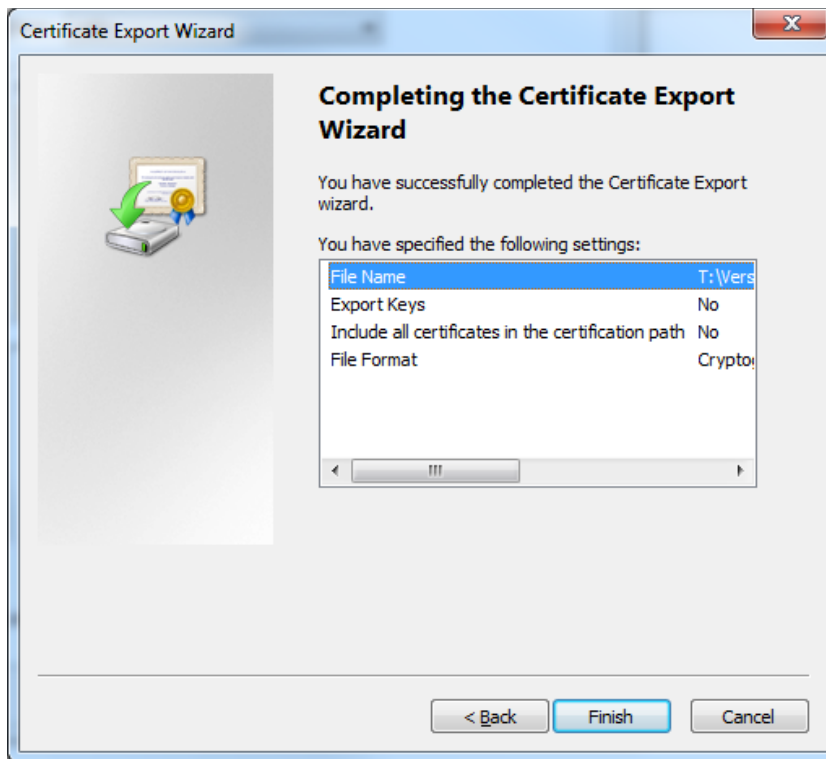 Certificate Export Wizard
Completing the Certificate Export
Wizard
You have successfully completed the Certificate Export
wizard.
You have specified the following settings:
File Name T:\Vers
Export Keys No
Include all certificates in the certification path No
File Format Crypto
< Back Finish Cancel